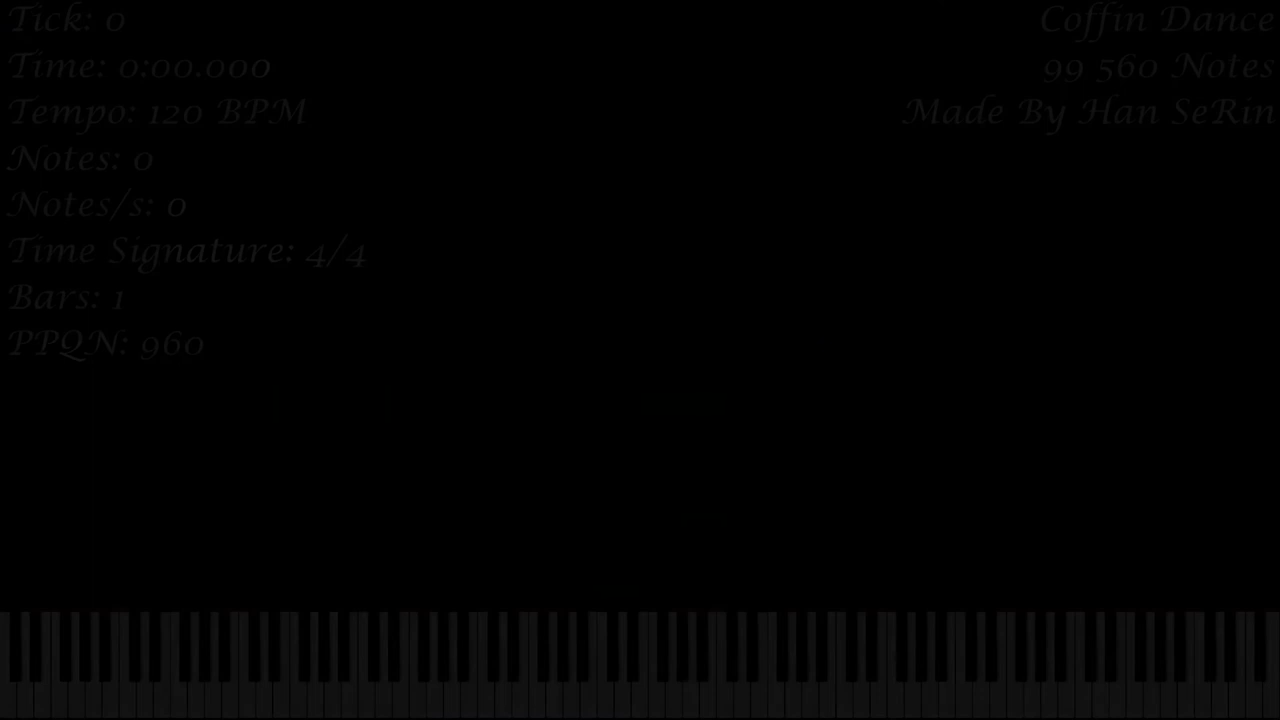 Tick: 0
Time: 0:00.000
Tempo: 120 BPM
Notes: 0
Notes/s: 0
Time Signature: 4/4
Bars: 1
PPQN: 960
Coffin Dance
99 560 Notes
Made By Han SeRin